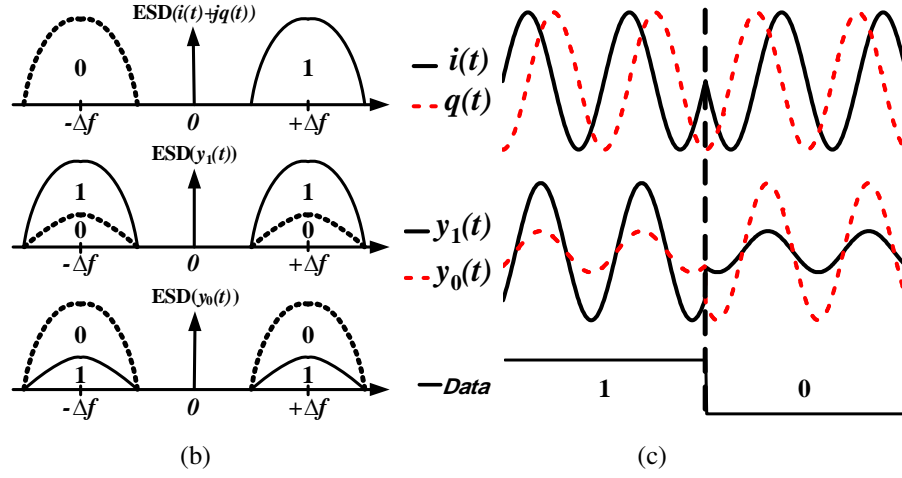 ESD(i(t)+jq(t))
0
1
-Δf
0
+Δf
ESD(y1(t))
1
1
0
0
-Δf
0
+Δf
ESD(y0(t))
0
0
1
1
-Δf
0
+Δf
(b)
i(t)
q(t)
y1(t)
y0(t)
Data
1
0
(c)